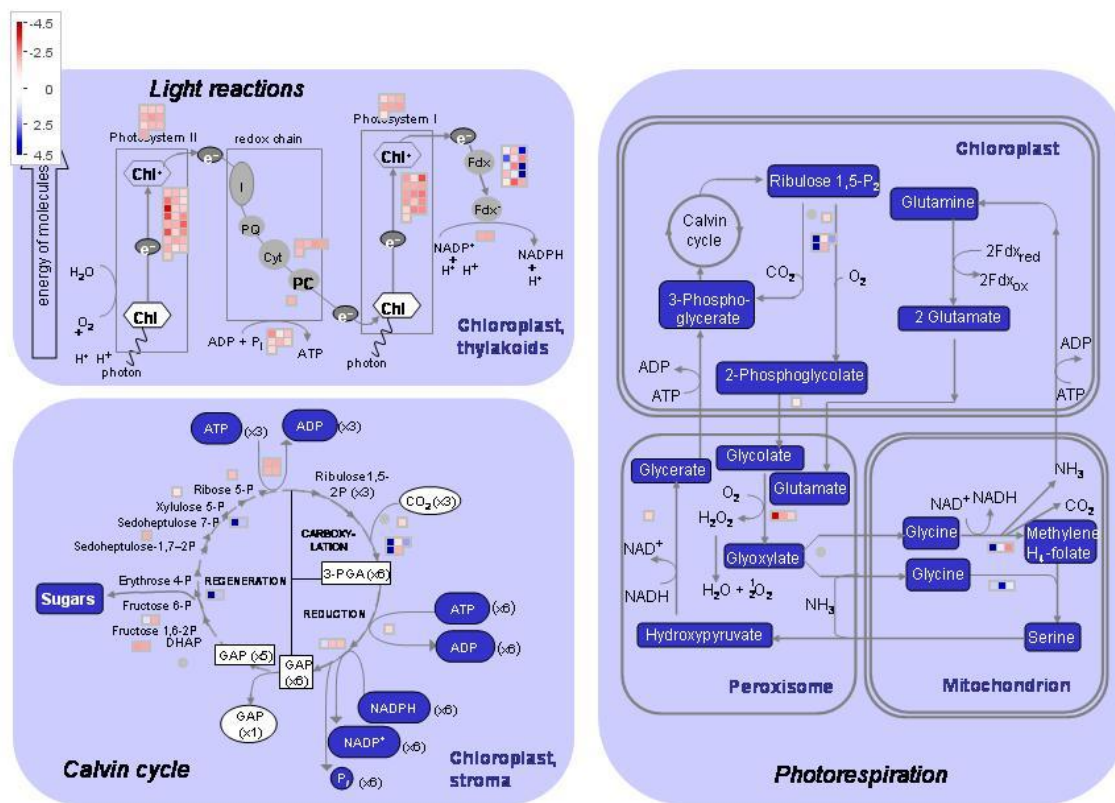 -4.5
-2.5
0
2.5
4.5
energy of molecules
Light reactions
Photosystem II
redox chain
Photosystem I
Chl⁺
e⁻
I
PQ
Cyt
PC
e⁻
H₂O
O₂
+
H⁺ H⁺
Chl
photon
ADP + Pᵢ
ATP
e⁻
Chl⁺
e⁻
Fdx
Fdx⁻
NADP⁺
+
H⁺ H⁺
NADPH
+
H⁺
e⁻
Chl
photon
Chloroplast,
thylakoids
ATP (x3)
ADP (x3)
Ribulose1,5-
2P (x3)
CO₂(x3)
Ribose 5-P
Xylulose 5-P
Sedoheptulose 7-P
Sedoheptulose-1,7-2P
CARBOXY-
LATION
3-PGA(x6)
Erythrose 4-P
REGENERATION
REDUCTION
Sugars
Fructose 6-P
Fructose 1,6-2P
DHAP
GAP (x5)
GAP
(x6)
GAP
(x1)
ATP (x6)
ADP (x6)
NADPH (x6)
NADP⁺ (x6)
Pᵢ (x6)
Calvin cycle
Chloroplast,
stroma
Chloroplast
Ribulose 1,5-P₂
Glutamine
Calvin
cycle
CO₂
O₂
2Fdx red
2Fdx ox
3-Phospho-
glycerate
2 Glutamate
ADP
ATP
2-Phosphoglycolate
ADP
ATP
Glycerate
Glycolate
Glutamate
O₂
H₂O₂
NAD⁺
NADH
Glyoxylate
H₂O + ½O₂
NH₃
Hydroxypyruvate
Peroxisome
NH₃
NAD⁺ NADH
CO₂
Glycine
Methylene
H₄-folate
Glycine
Serine
Mitochondrion
Photorespiration